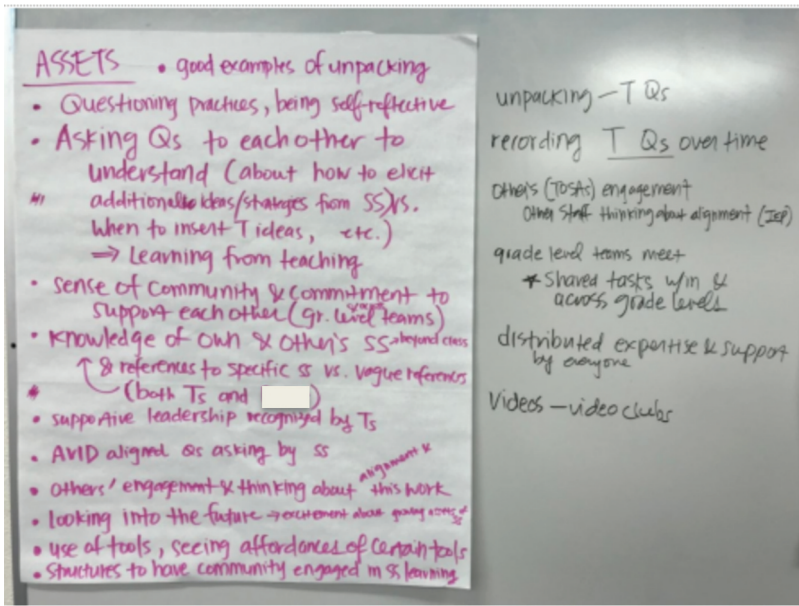 ASSETS • good examples of unpacking
• Questioning practices, being self-reflective
• Asking Qs to each other to
understand (about how to elicit
additional ideas/strategies from SS) vs.
When to insert T ideas, etc.)
⇒ Learning from teaching
• sense of community & commitment to
support each other (gr. level teams)
• knowledge of own & other's SS → beyond class
↑ & references to specific ss vs. vague references
(both Ts and
• supportive leadership recognized by Ts
• AVID aligned Qs asking by SS
alignment &
• others' engagement & thinking about this work
• looking into the future → excitement about growing assets of SS
• use of tools, seeing affordances of certain tools
• Structures to have community engaged in SS learning
unpacking – T Qs
recording T Qs over time
Other's (TOSAs) engagement
Other Staff thinking about alignment (IEP)
grade level teams meet
* Shared tasks w/in &
across grade levels
distributed expertise & support
by everyone
Videos – video clubs